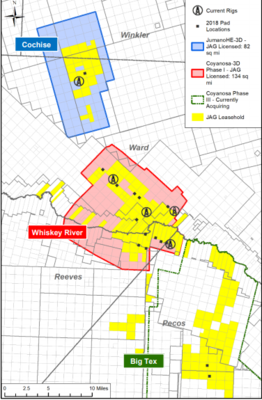 Winkler
Cochise
Ward
Whiskey River
Reeves
Pecos
Big Tex
Current Rigs
2018 Pad
Locations
JumanoHE-3D -
JAG Licensed: 82
sq mi
Coyanosa-3D
Phase I - JAG
Licensed: 134 sq
mi
Coyanosa Phase
III - Currently
Acquiring
JAG Leasehold
0 2.5 5 10 Miles